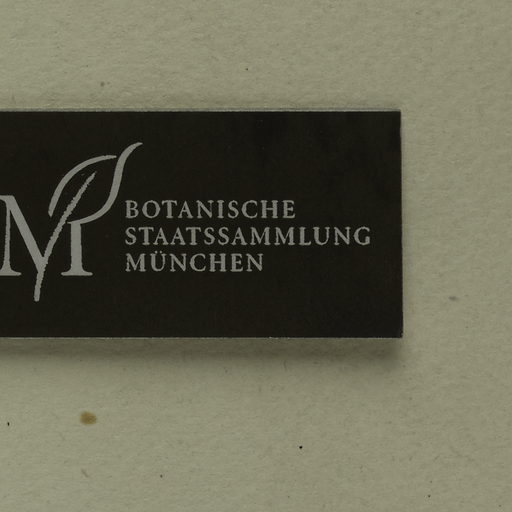 M
BOTANISCHE
STAATSSAMMLUNG
MÜNCHEN